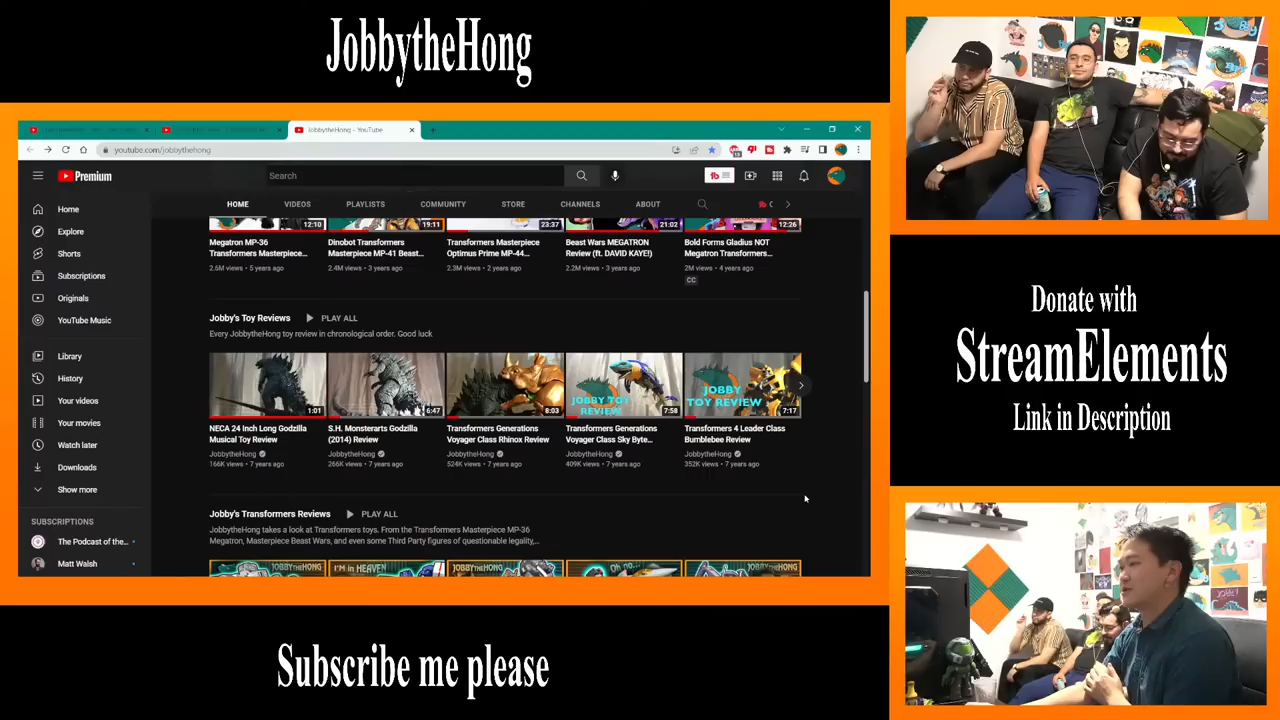 JobbytheHong
JobbytheHong - YouTube
youtube.com/jobbythehong
Premium
Search
HOME
VIDEOS
PLAYLISTS
COMMUNITY
STORE
CHANNELS
ABOUT
Home
Explore
Shorts
Subscriptions
Originals
YouTube Music
Library
History
Your videos
Your movies
Watch later
Downloads
Show more
SUBSCRIPTIONS
The Podcast of the...
Matt Walsh
12:10
19:11
23:37
21:02
12:26
Megatron MP-36
Transformers Masterpiece...
2.6M views • 5 years ago
Dinobot Transformers
Masterpiece MP-41 Beast...
2.4M views • 3 years ago
Transformers Masterpiece
Optimus Prime MP-44...
2.3M views • 2 years ago
Beast Wars MEGATRON
Review (ft. DAVID KAYE!)
2.2M views • 3 years ago
Bold Forms Gladius NOT
Megatron Transformers...
2M views • 4 years ago
CC
Jobby's Toy Reviews
PLAY ALL
Every JobbytheHong toy review in chronological order. Good luck
1:01
6:47
8:03
JOBBY TOY
REVIEW
7:58
JOBBY
TOY REVIEW
7:17
NECA 24 Inch Long Godzilla
Musical Toy Review
JobbytheHong
166K views • 7 years ago
S.H. Monsterarts Godzilla
(2014) Review
JobbytheHong
266K views • 7 years ago
Transformers Generations
Voyager Class Rhinox Review
JobbytheHong
524K views • 7 years ago
Transformers Generations
Voyager Class Sky Byte...
JobbytheHong
409K views • 7 years ago
Transformers 4 Leader Class
Bumblebee Review
JobbytheHong
352K views • 7 years ago
Jobby's Transformers Reviews
PLAY ALL
JobbytheHong takes a look at Transformers toys. From the Transformers Masterpiece MP-36
Megatron, Masterpiece Beast Wars, and even some Third Party figures of questionable legality,...
JOBBYTHEHONG
I'M in HEAVEN
JOBBYTHEHONG
JOBBYTHEHONG
Donate with
StreamElements
Link in Description
Subscribe me please